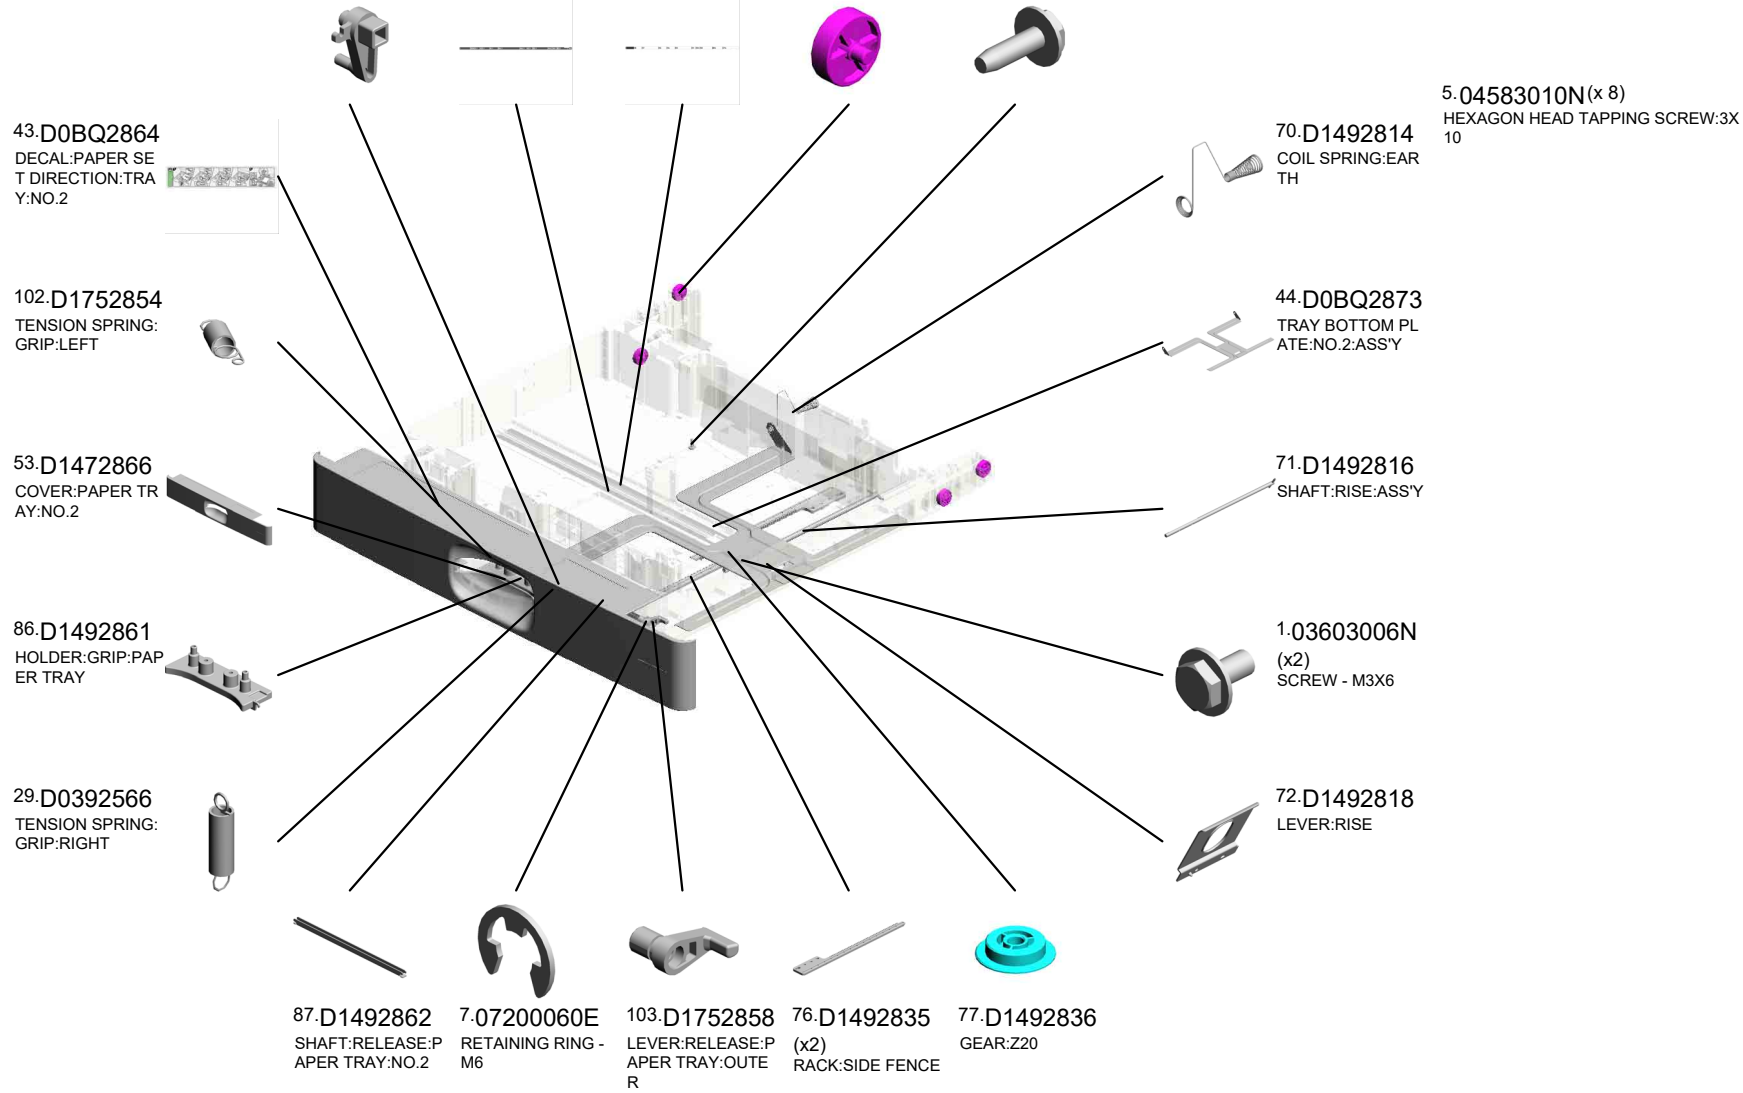 5.04583010N(x 8)
HEXAGON HEAD TAPPING SCREW:3X
10
43.D0BQ2864
DECAL:PAPER SE
T DIRECTION:TRA
Y:NO.2
70.D1492814
COIL SPRING:EAR
TH
102.D1752854
TENSION SPRING:
GRIP:LEFT
44.D0BQ2873
TRAY BOTTOM PL
ATE:NO.2:ASS'Y
53.D1472866
COVER:PAPER TR
AY:NO.2
71.D1492816
SHAFT:RISE:ASS'Y
86.D1492861
HOLDER:GRIP:PAP
ER TRAY
1.03603006N
(x2)
SCREW - M3X6
29.D0392566
TENSION SPRING:
GRIP:RIGHT
72.D1492818
LEVER:RISE
87.D1492862
SHAFT:RELEASE:P
APER TRAY:NO.2
7.07200060E
RETAINING RING -
M6
103.D1752858
LEVER:RELEASE:P
APER TRAY:OUTE
R
76.D1492835
(x2)
RACK:SIDE FENCE
77.D1492836
GEAR:Z20